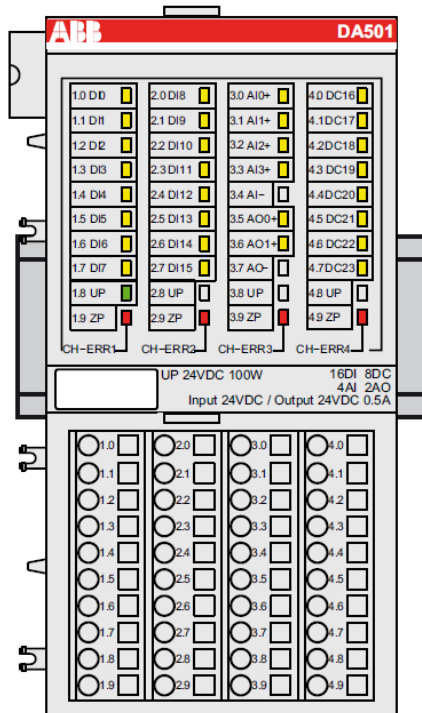 ABB DA501
1.0 DI0 2.0 DI8 3.0 AI0+ 4.0 DC16
1.1 DI1 2.1 DI9 3.1 AI1+ 4.1 DC17
1.2 DI2 2.2 DI10 3.2 AI2+ 4.2 DC18
1.3 DI3 2.3 DI11 3.3 AI3+ 4.3 DC19
1.4 DI4 2.4 DI12 3.4 AI− 4.4 DC20
1.5 DI5 2.5 DI13 3.5 AO0+ 4.5 DC21
1.6 DI6 2.6 DI14 3.6 AO1+ 4.6 DC22
1.7 DI7 2.7 DI15 3.7 AO- 4.7 DC23
1.8 UP 2.8 UP 3.8 UP 4.8 UP
1.9 ZP 2.9 ZP 3.9 ZP 4.9 ZP
CH-ERR1 CH-ERR2 CH-ERR3 CH-ERR4
UP 24VDC 100W 16DI 8DC
4AI 2AO
Input 24VDC / Output 24VDC 0.5A
1.0 2.0 3.0 4.0
1.1 2.1 3.1 4.1
1.2 2.2 3.2 4.2
1.3 2.3 3.3 4.3
1.4 2.4 3.4 4.4
1.5 2.5 3.5 4.5
1.6 2.6 3.6 4.6
1.7 2.7 3.7 4.7
1.8 2.8 3.8 4.8
1.9 2.9 3.9 4.9